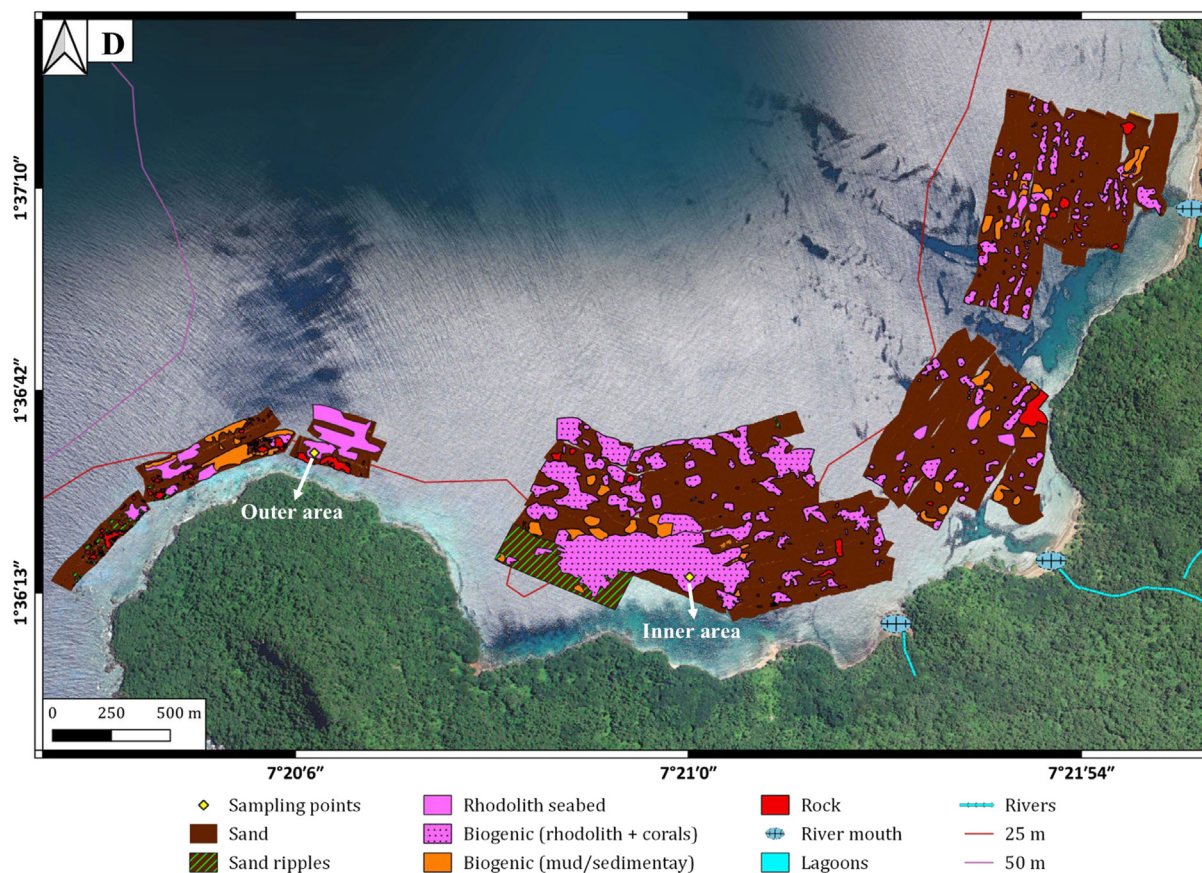 D
1°37′10″
1°36′42″
1°36′13″
Outer area
Inner area
0 250 500 m
7°20′6″ 7°21′0″ 7°21′54″
Sampling points Rhodolith seabed Rock Rivers
Sand Biogenic (rhodolith + corals) River mouth 25 m
Sand ripples Biogenic (mud/sedimentay) Lagoons 50 m